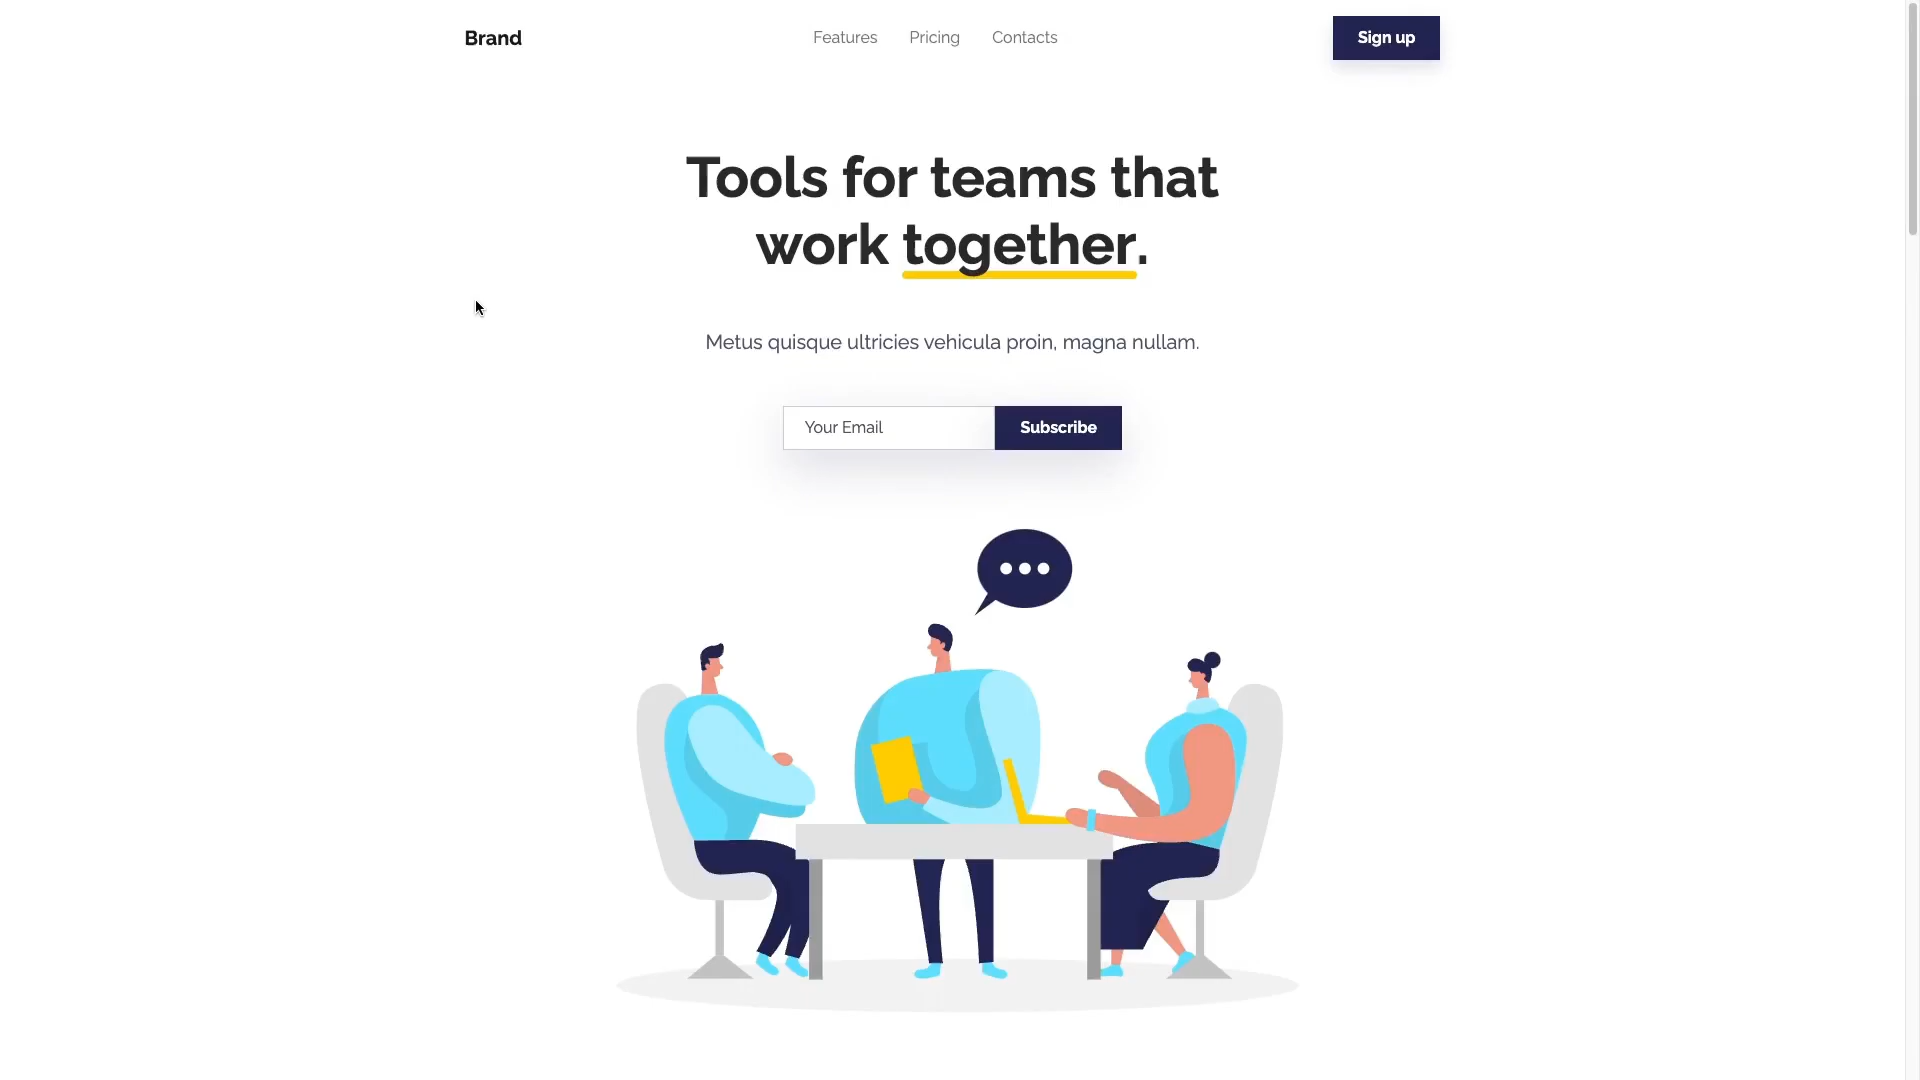 Brand
Features
Pricing
Contacts
Sign up
Tools for teams that
work together.
Metus quisque ultricies vehicula proin, magna nullam.
Your Email
Subscribe